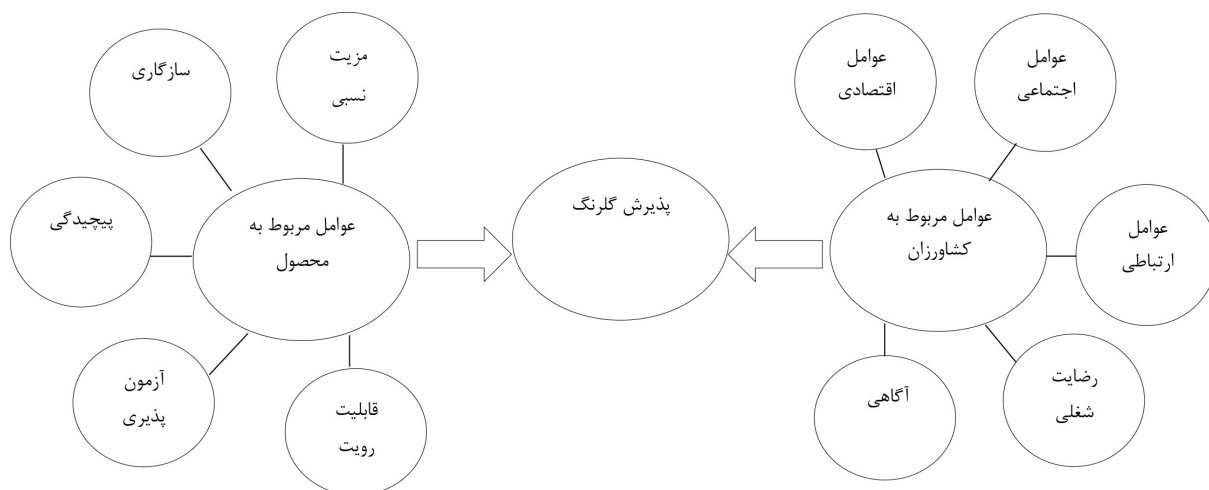 عوامل
اجتماعی
عوامل
اقتصادی
عوامل مربوط به
کشاورزان
عوامل
ارتباطی
رضایت
شغلی
آگاهی
پذیرش گلرنگ
مزیت
نسبی
سازگاری
عوامل مربوط به
محصول
پیچیدگی
آزمون
پذیری
قابلیت
رویت